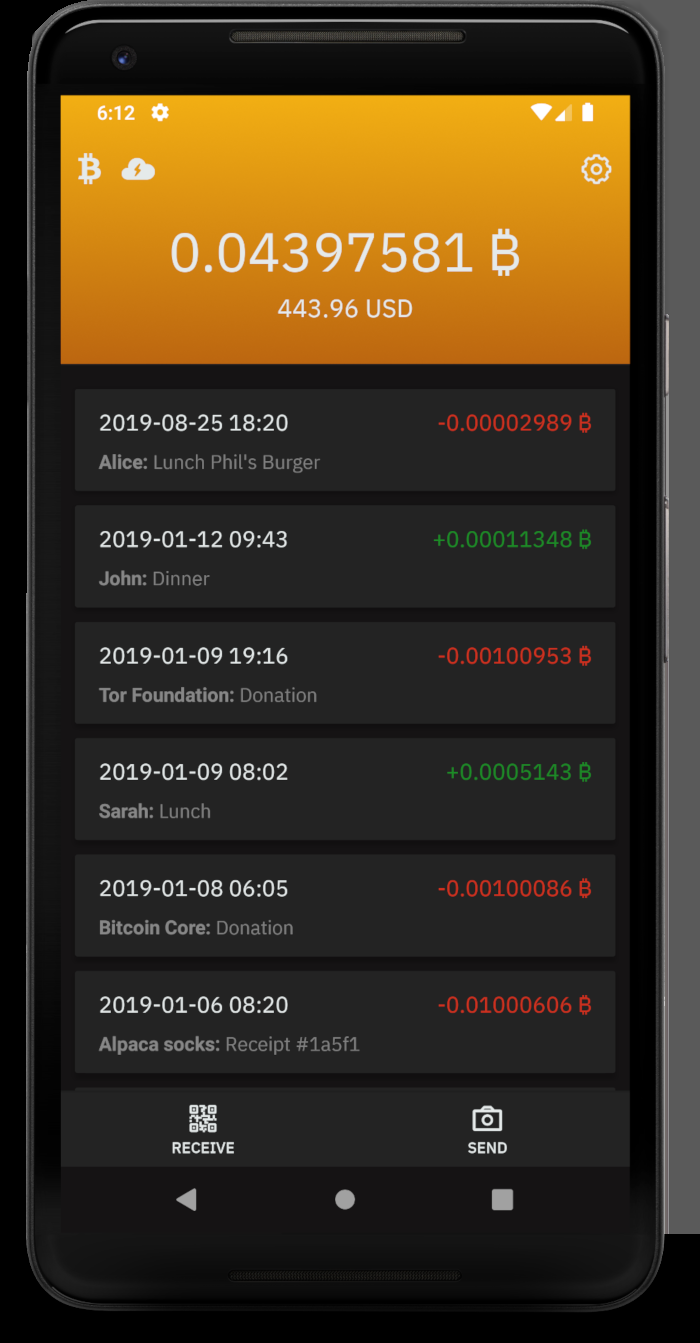 6:12
0.04397581 ₿
443.96 USD
2019-08-25 18:20 -0.00002989 ₿
Alice: Lunch Phil's Burger
2019-01-12 09:43 +0.00011348 ₿
John: Dinner
2019-01-09 19:16 -0.00100953 ₿
Tor Foundation: Donation
2019-01-09 08:02 +0.0005143 ₿
Sarah: Lunch
2019-01-08 06:05 -0.00100086 ₿
Bitcoin Core: Donation
2019-01-06 08:20 -0.01000606 ₿
Alpaca socks: Receipt #1a5f1
RECEIVE SEND